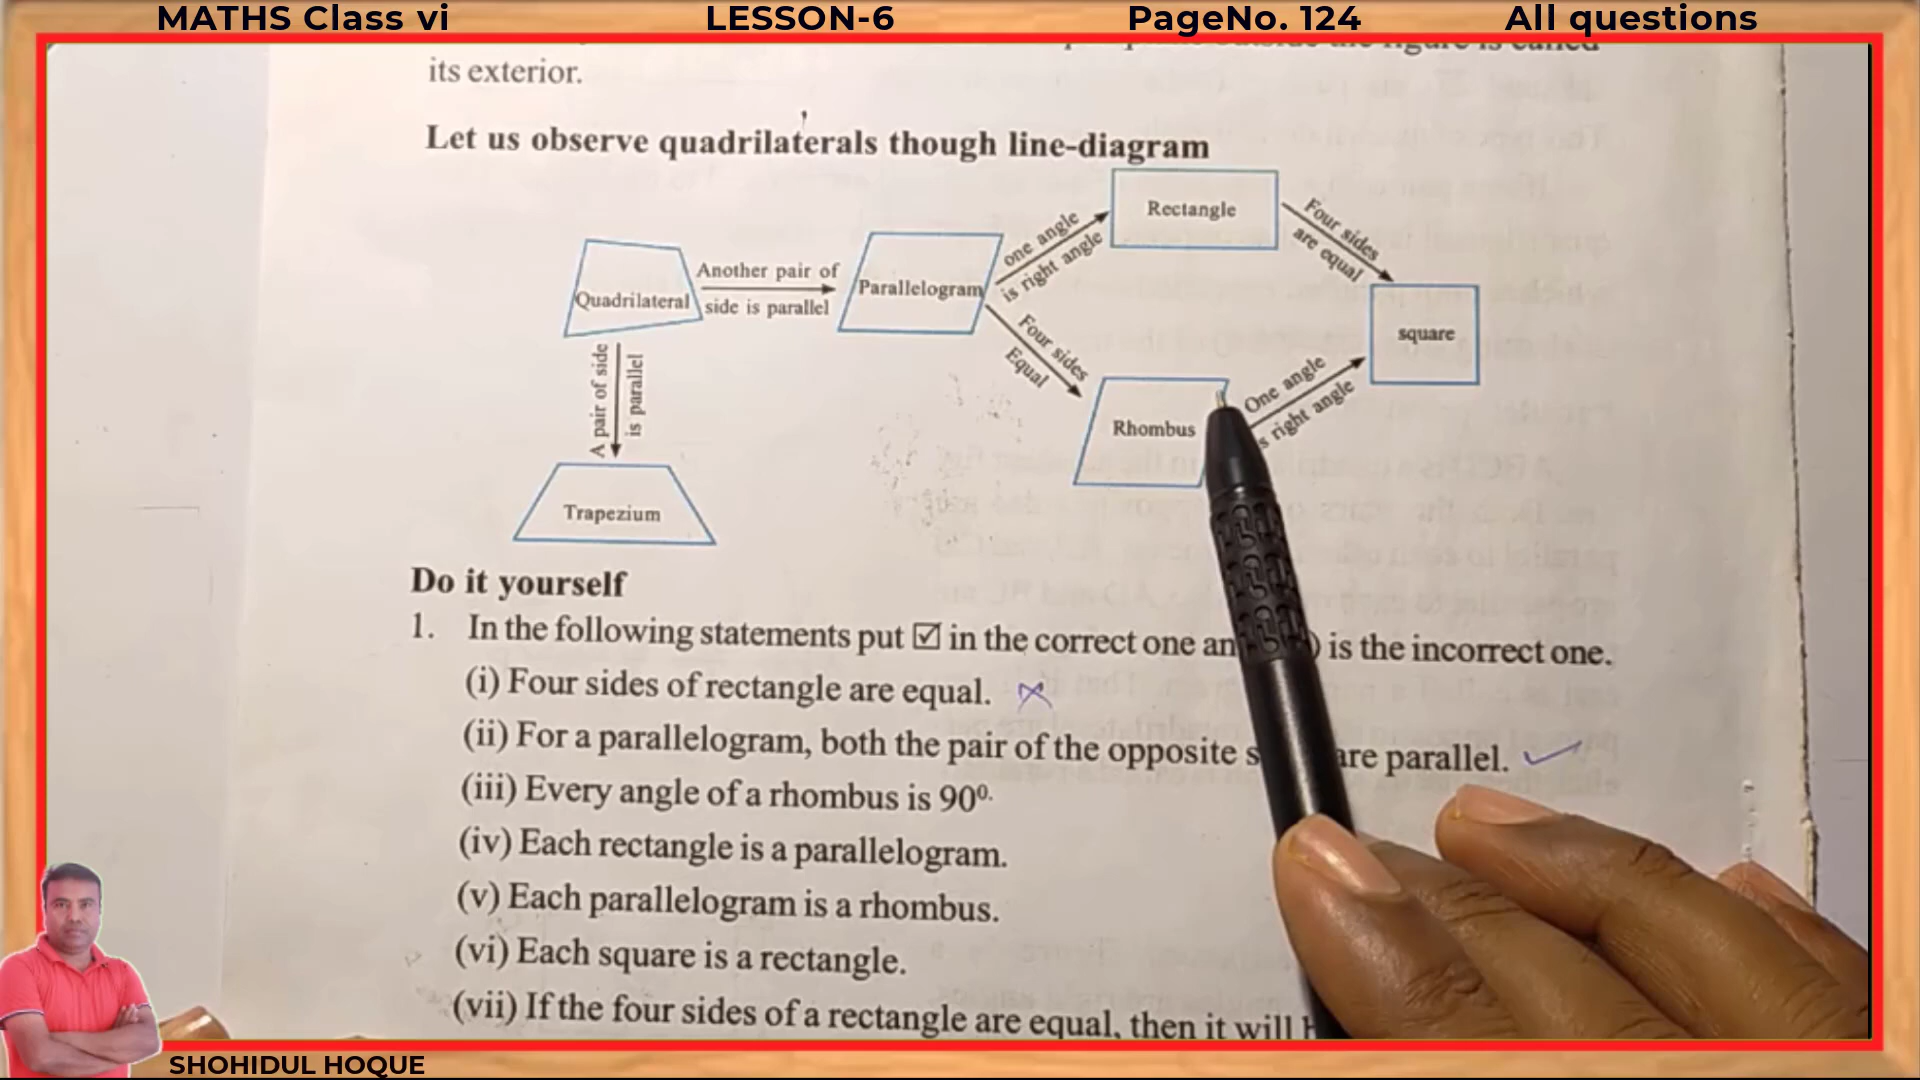 MATHS Class vi LESSON-6 PageNo. 124 All questions
its exterior.
Let us observe quadrilaterals though line-diagram
Rectangle
one angle
is right angle
Four sides
are equal
Quadrilateral
Another pair of
side is parallel
Parallelogram
square
Four sides
Equal
A pair of side
is parallel
Rhombus
One angle
right angle
Trapezium
Do it yourself
1. In the following statements put ☑ in the correct one is the incorrect one.
(i) Four sides of rectangle are equal. ✗
(ii) For a parallelogram, both the pair of the opposite are parallel. ✓
(iii) Every angle of a rhombus is 90⁰.
(iv) Each rectangle is a parallelogram.
(v) Each parallelogram is a rhombus.
(vi) Each square is a rectangle.
(vii) If the four sides of a rectangle are equal, then it will
SHOHIDUL HOQUE